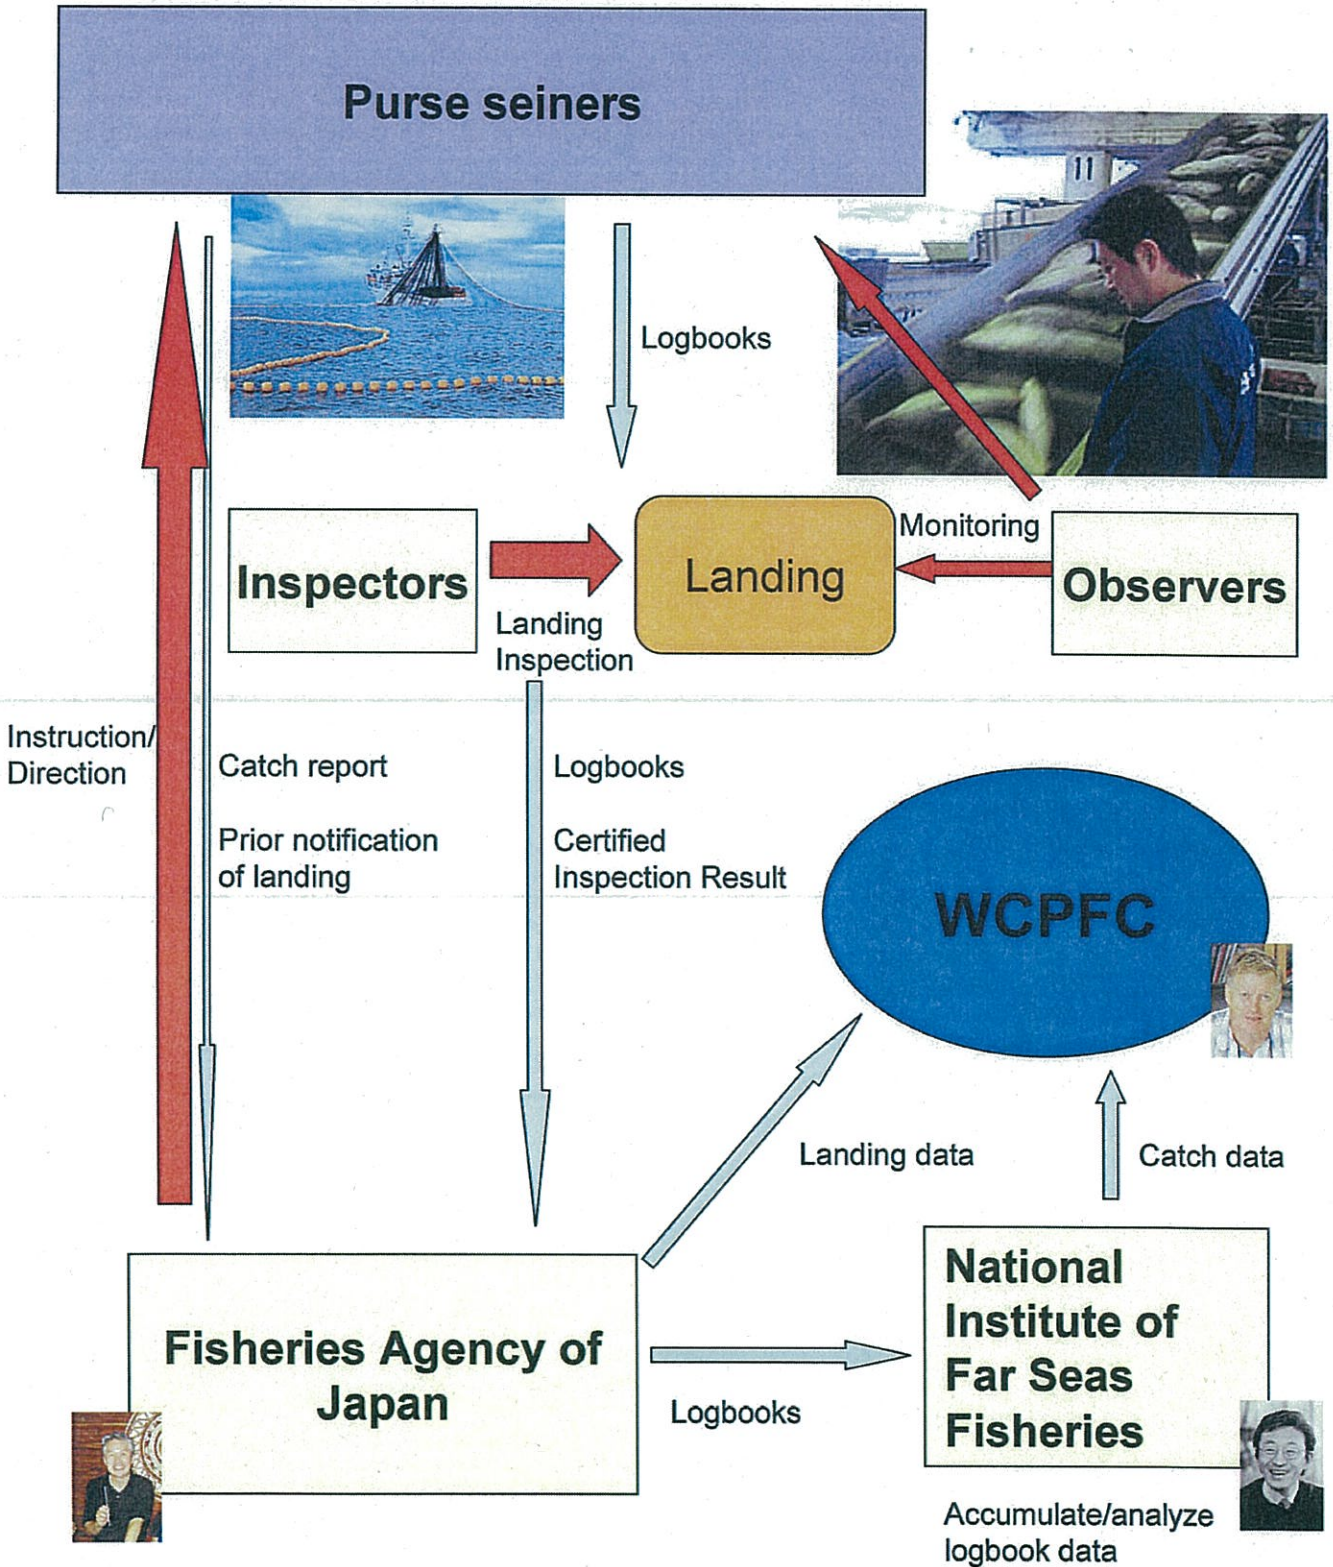 Purse seiners
Logbooks
Monitoring
Inspectors
Landing
Observers
Landing
Inspection
Instruction/
Direction
Catch report
Prior notification
of landing
Logbooks
Certified
Inspection Result
WCPFC
Landing data
Catch data
Fisheries Agency of
Japan
Logbooks
National
Institute of
Far Seas
Fisheries
Accumulate/analyze
logbook data